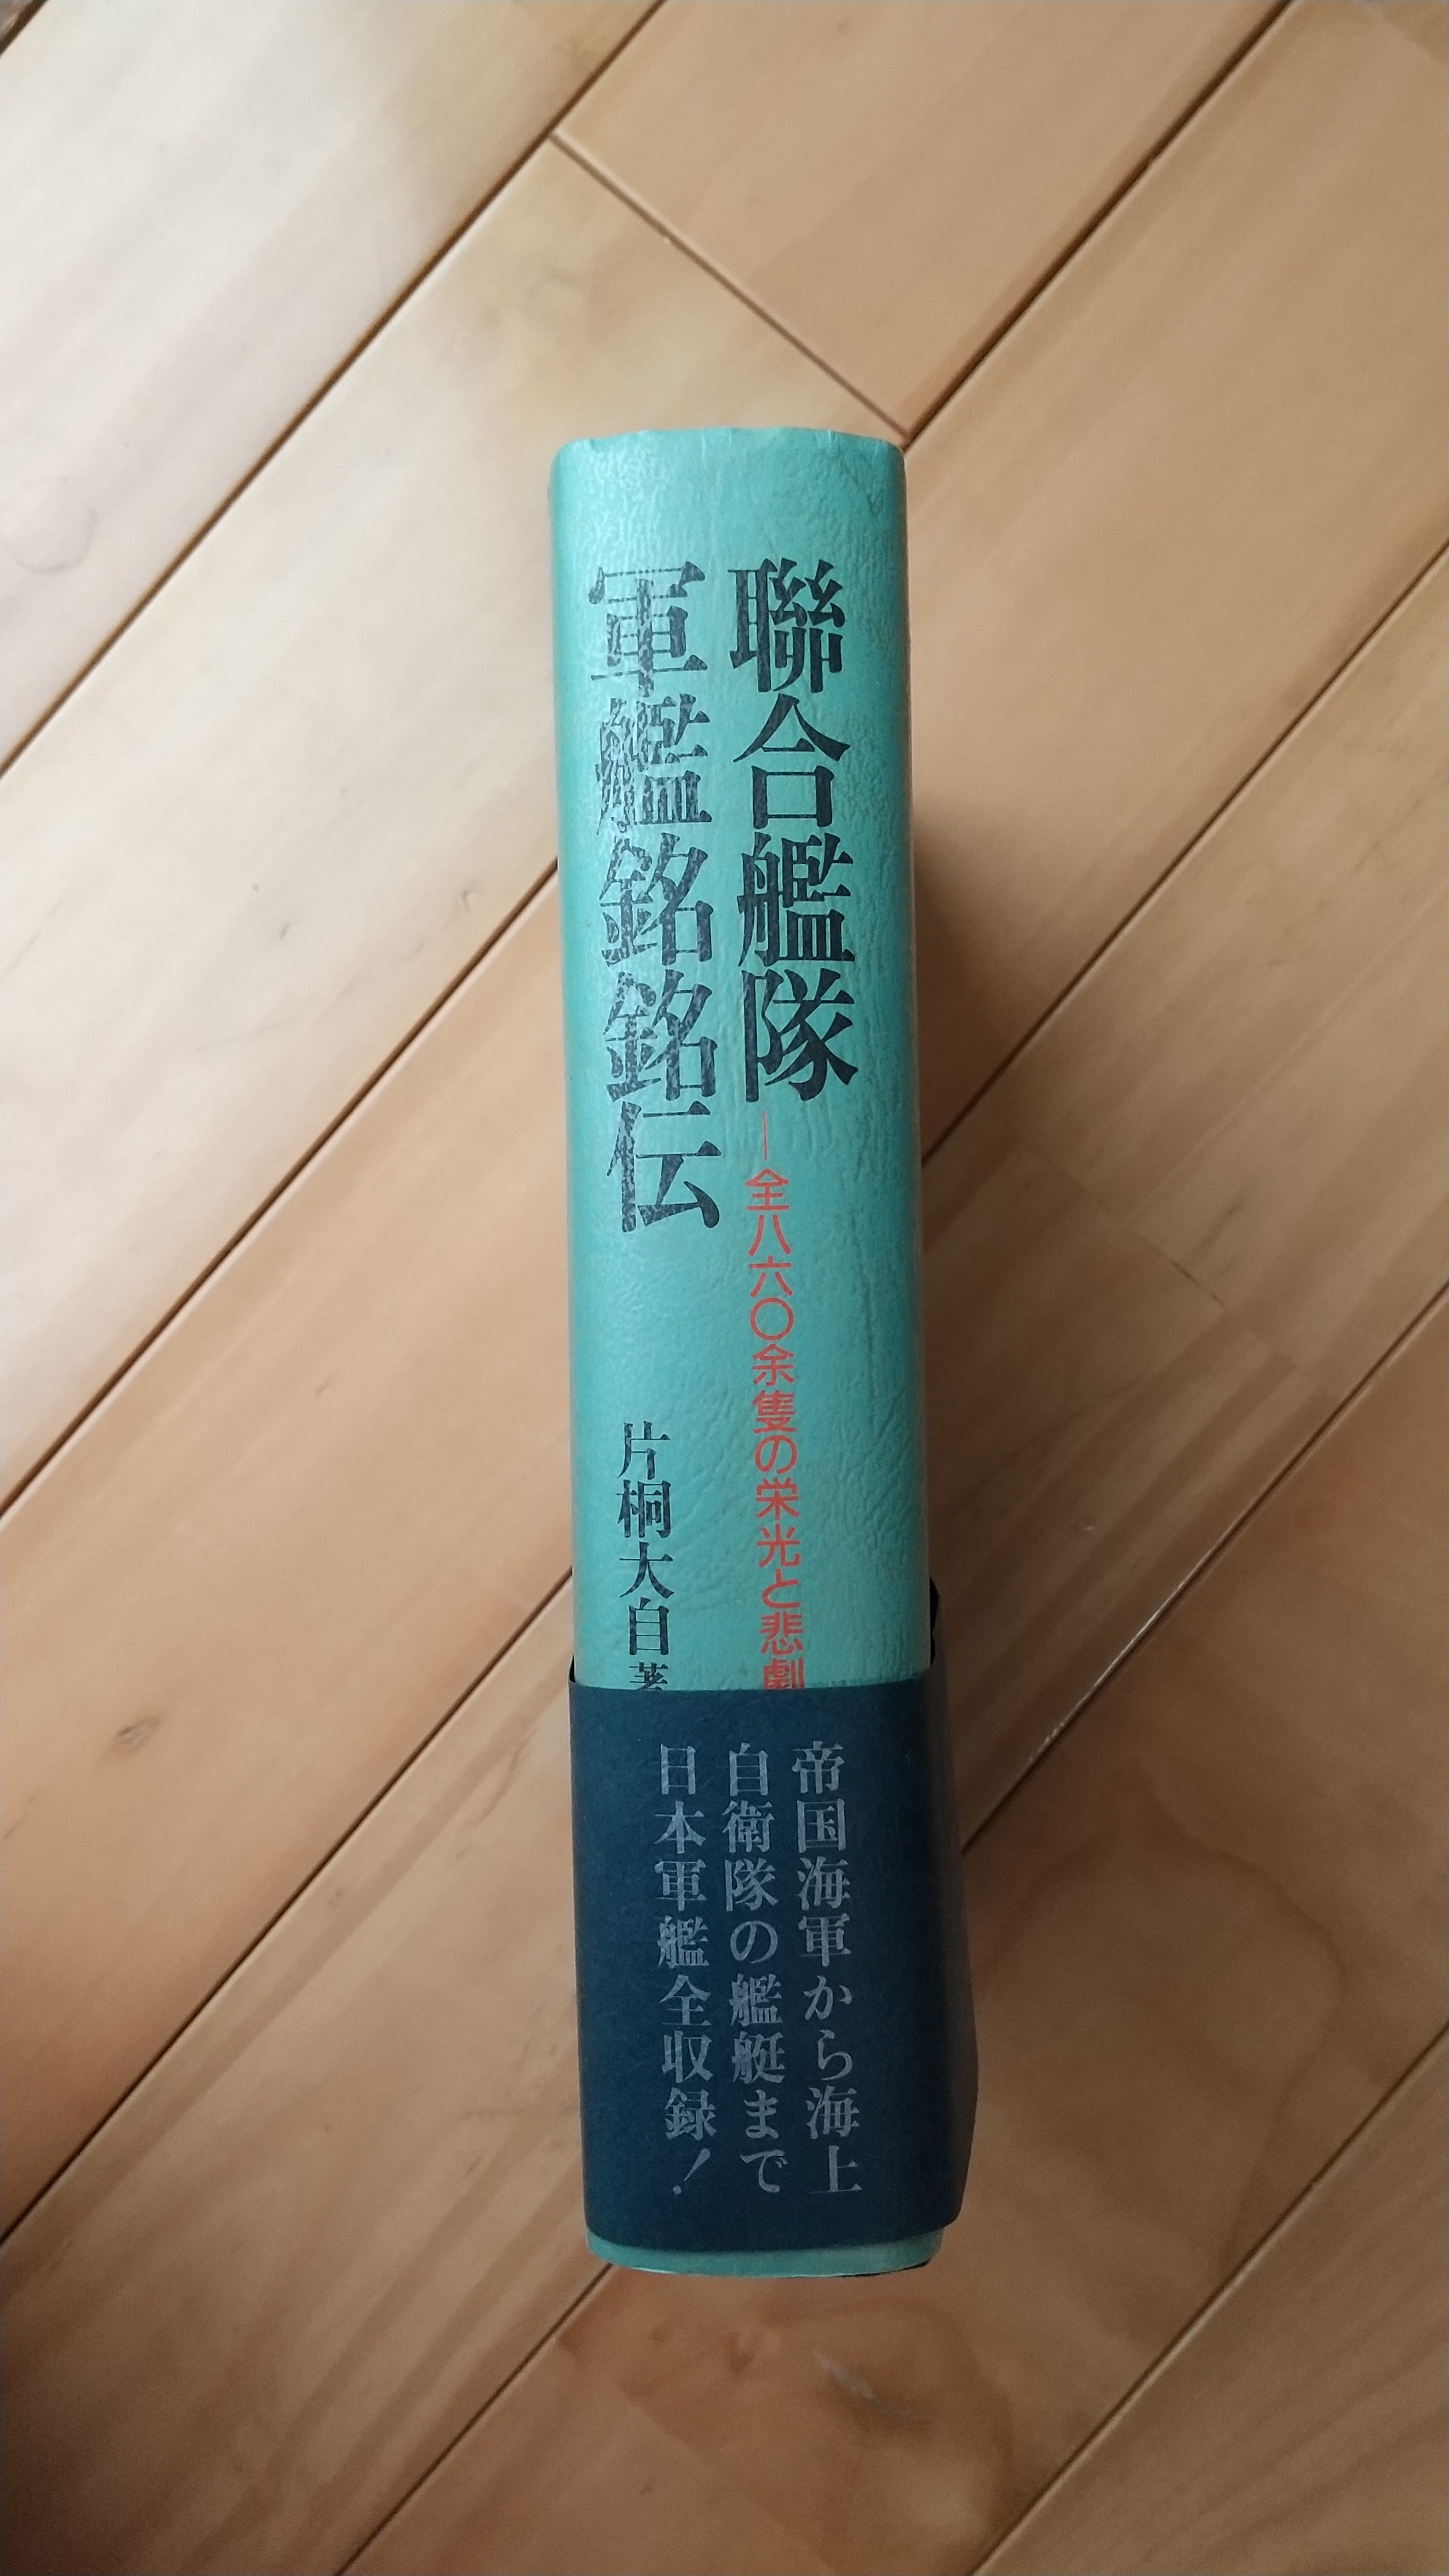 聯合艦隊
軍艦銘銘伝
―全八六〇余隻の栄光と悲劇
片桐大自著
帝国海軍から海上
自衛隊の艦艇まで
日本軍艦全収録！